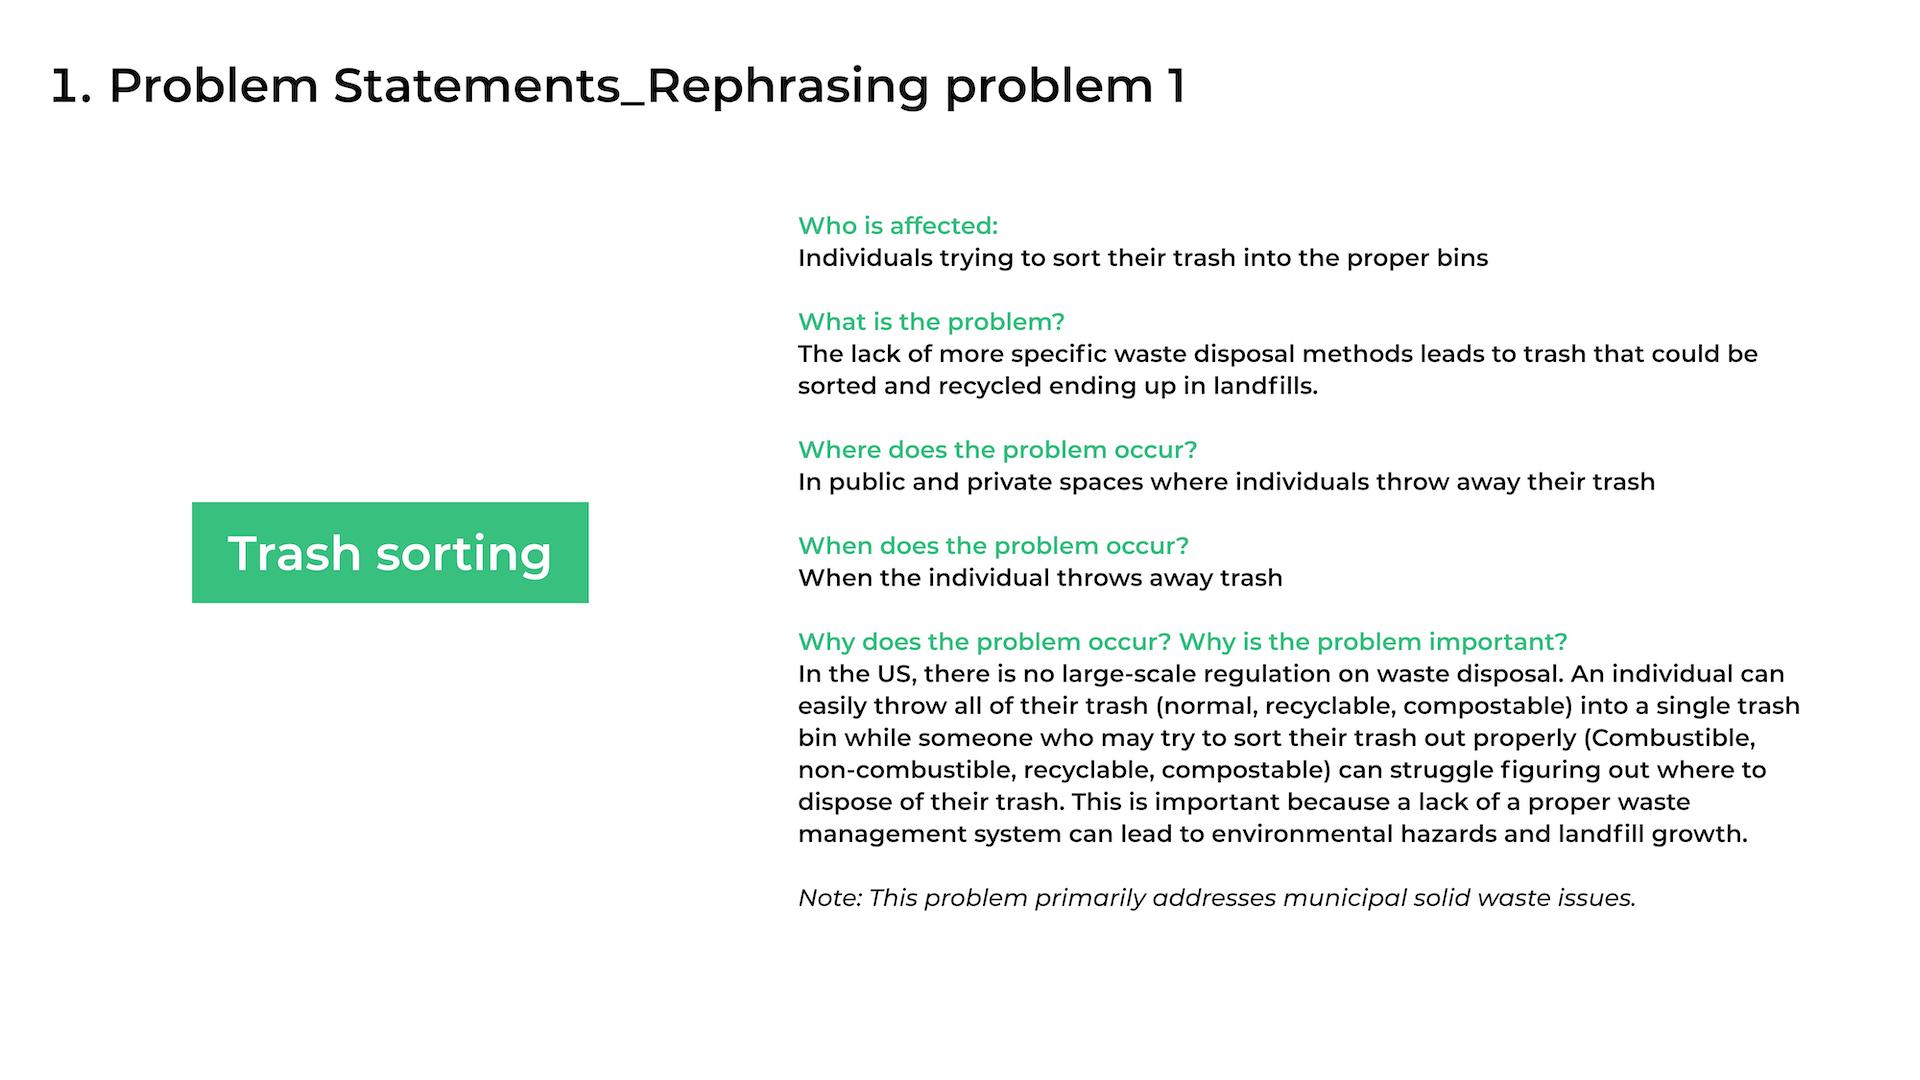 1. Problem Statements_Rephrasing problem 1
Trash sorting
Who is affected:
Individuals trying to sort their trash into the proper bins
What is the problem?
The lack of more specific waste disposal methods leads to trash that could be
sorted and recycled ending up in landfills.
Where does the problem occur?
In public and private spaces where individuals throw away their trash
When does the problem occur?
When the individual throws away trash
Why does the problem occur? Why is the problem important?
In the US, there is no large-scale regulation on waste disposal. An individual can
easily throw all of their trash (normal, recyclable, compostable) into a single trash
bin while someone who may try to sort their trash out properly (Combustible,
non-combustible, recyclable, compostable) can struggle figuring out where to
dispose of their trash. This is important because a lack of a proper waste
management system can lead to environmental hazards and landfill growth.
Note: This problem primarily addresses municipal solid waste issues.